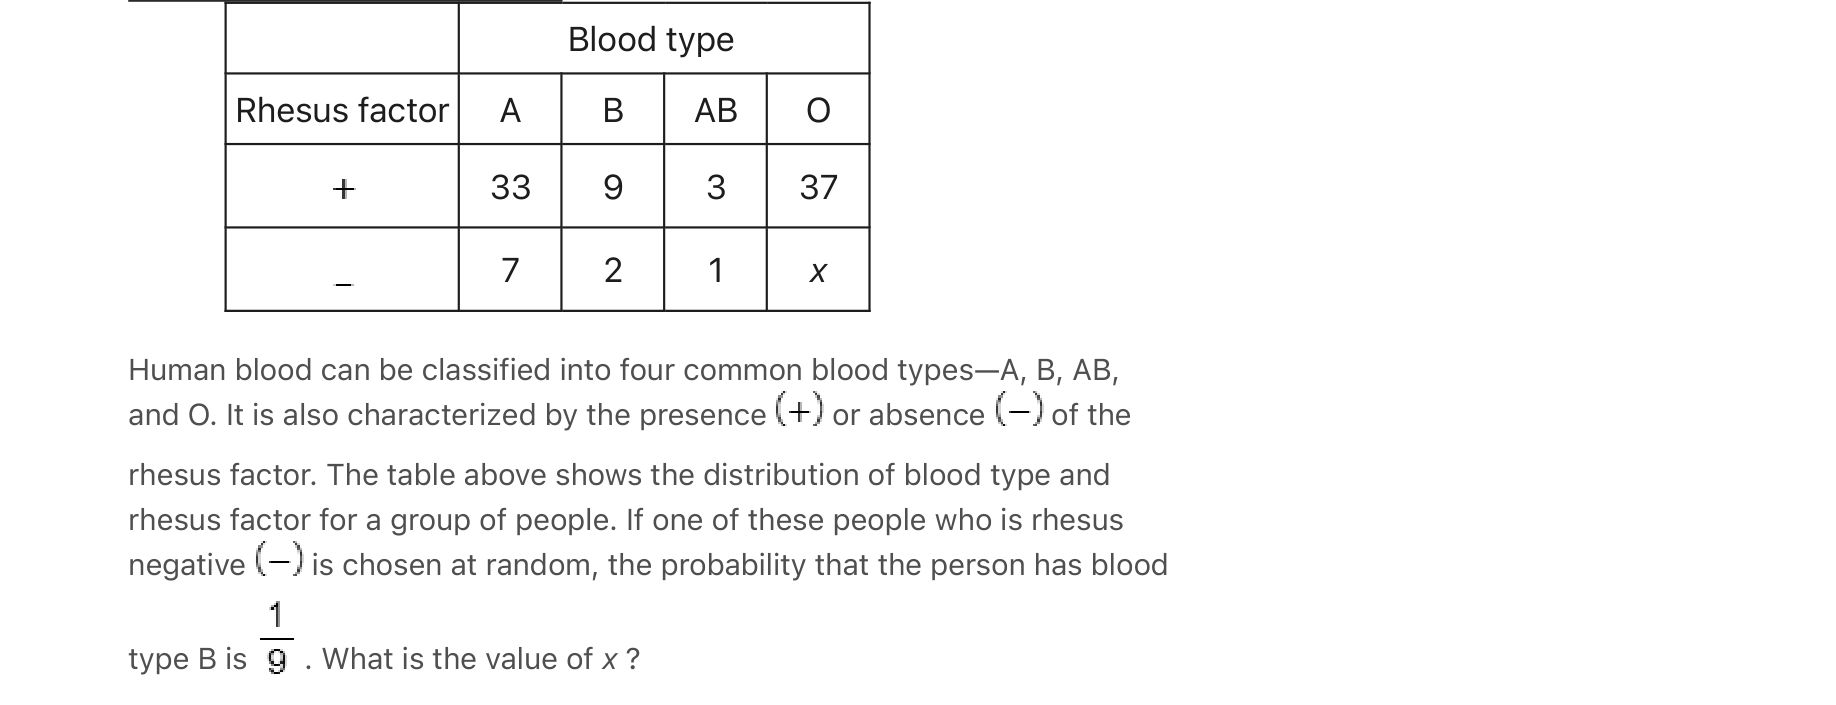 Blood type
Rhesus factor A B AB O
+ 33 9 3 37
− 7 2 1 x
Human blood can be classified into four common blood types—A, B, AB,
and O. It is also characterized by the presence (+) or absence (−) of the
rhesus factor. The table above shows the distribution of blood type and
rhesus factor for a group of people. If one of these people who is rhesus
negative (−) is chosen at random, the probability that the person has blood
type B is 1/9 . What is the value of x ?